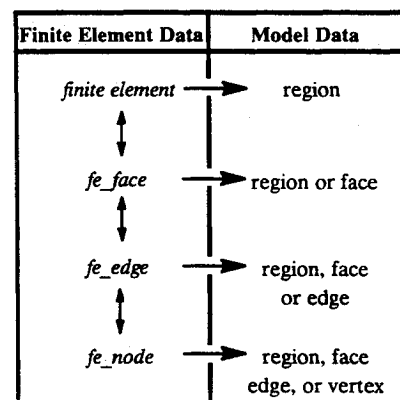 Finite Element Data Model Data
finite element region
fe_face region or face
fe_edge region, face
or edge
fe_node region, face
edge, or vertex